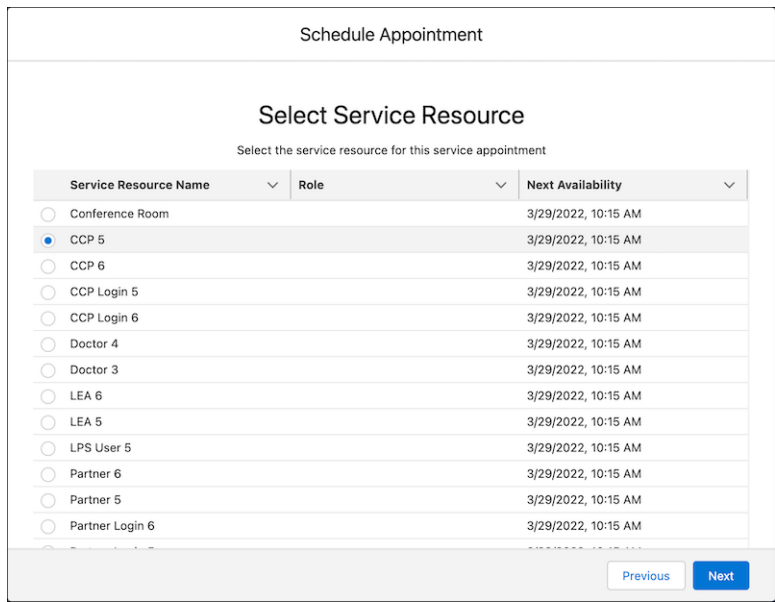 Schedule Appointment
Select Service Resource
Select the service resource for this service appointment
Service Resource Name Role Next Availability
Conference Room 3/29/2022, 10:15 AM
CCP 5 3/29/2022, 10:15 AM
CCP 6 3/29/2022, 10:15 AM
CCP Login 5 3/29/2022, 10:15 AM
CCP Login 6 3/29/2022, 10:15 AM
Doctor 4 3/29/2022, 10:15 AM
Doctor 3 3/29/2022, 10:15 AM
LEA 6 3/29/2022, 10:15 AM
LEA 5 3/29/2022, 10:15 AM
LPS User 5 3/29/2022, 10:15 AM
Partner 6 3/29/2022, 10:15 AM
Partner 5 3/29/2022, 10:15 AM
Partner Login 6 3/29/2022, 10:15 AM
Previous Next